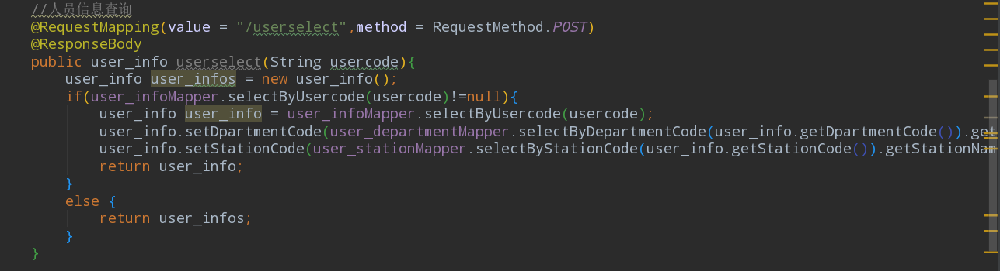 //人员信息查询
@RequestMapping(value = "/userselect",method = RequestMethod.POST)
@ResponseBody
public user_info userselect(String usercode){
user_info user_infos = new user_info();
if(user_infoMapper.selectByUsercode(usercode)!=null){
user_info user_info = user_infoMapper.selectByUsercode(usercode);
user_info.setDpartmentCode(user_departmentMapper.selectByDepartmentCode(user_info.getDpartmentCode()).get
user_info.setStationCode(user_stationMapper.selectByStationCode(user_info.getStationCode()).getStationNam
return user_info;
}
else {
return user_infos;
}
}